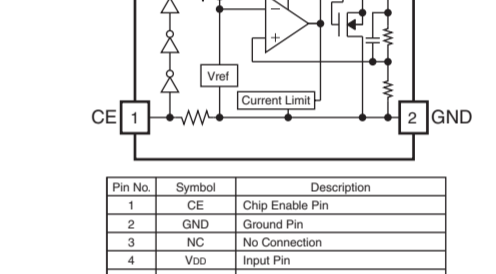 Vref
Current Limit
CE 1
2 GND
Pin No. Symbol Description
1 CE Chip Enable Pin
2 GND Ground Pin
3 NC No Connection
4 VDD Input Pin